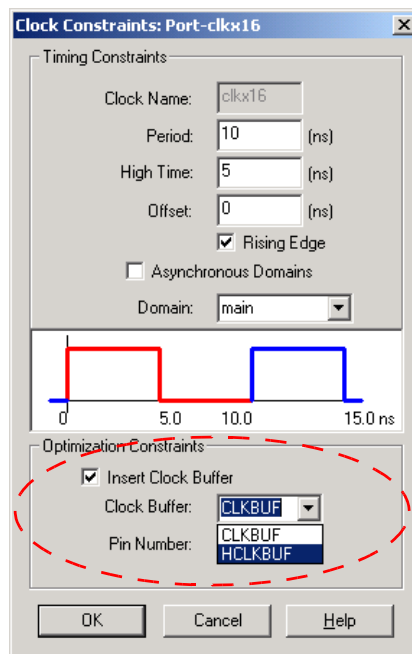 Clock Constraints: Port-clkx16
Timing Constraints
Clock Name: clkx16
Period: 10 (ns)
High Time: 5 (ns)
Offset: 0 (ns)
Rising Edge
Asynchronous Domains
Domain: main
0 5.0 10.0 15.0 ns
Optimization Constraints
Insert Clock Buffer
Clock Buffer: CLKBUF
CLKBUF
Pin Number: HCLKBUF
OK Cancel Help